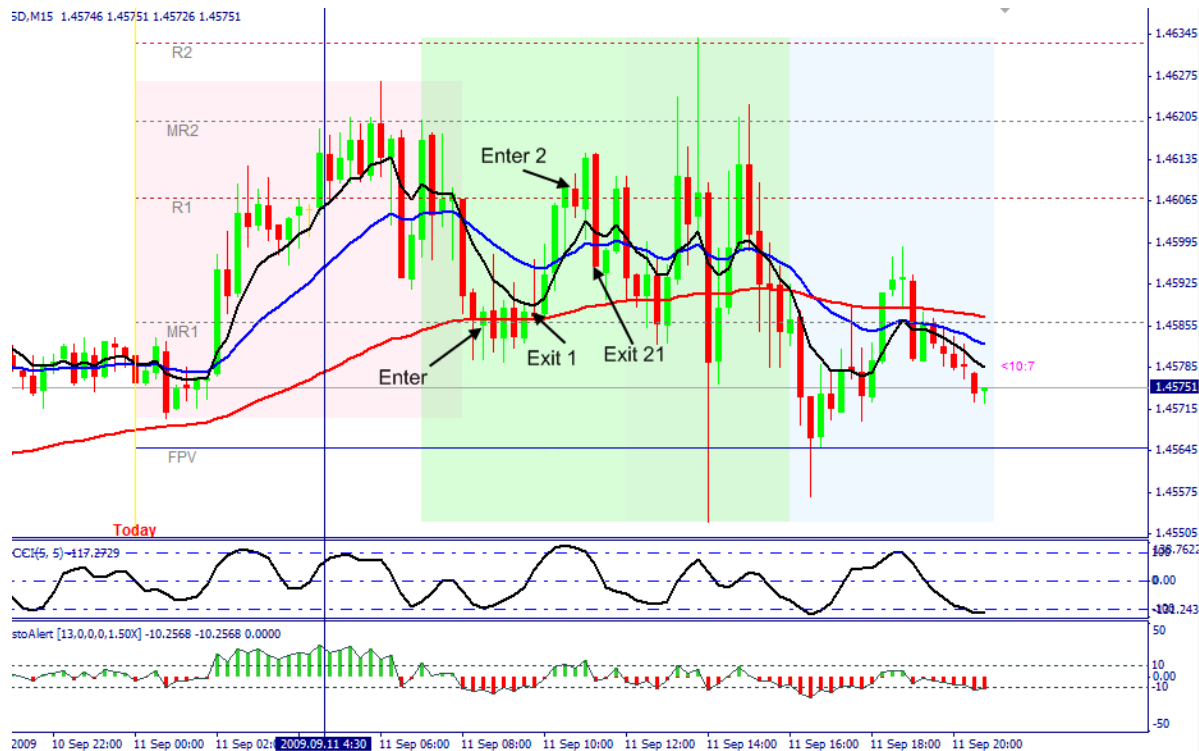 SD,M15 1.45746 1.45751 1.45726 1.45751
1.46345
R2
1.46275
1.46205
MR2
Enter 2
1.46135
R1
1.46065
1.45995
1.45925
MR1
1.45855
Exit 1
Exit 21
Enter
<10:7
1.45785
1.45751
1.45715
FPV
1.45645
1.45575
Today
1.45505
CCI(5, 5) -117.2729
0.00
stoAlert [13,0,0,0,1.50X] -10.2568 -10.2568 0.0000
50
10
0.00
-10
-50
2009 10 Sep 22:00 11 Sep 00:00 11 Sep 02:0 2009.09.11 4:30 11 Sep 06:00 11 Sep 08:00 11 Sep 10:00 11 Sep 12:00 11 Sep 14:00 11 Sep 16:00 11 Sep 18:00 11 Sep 20:00